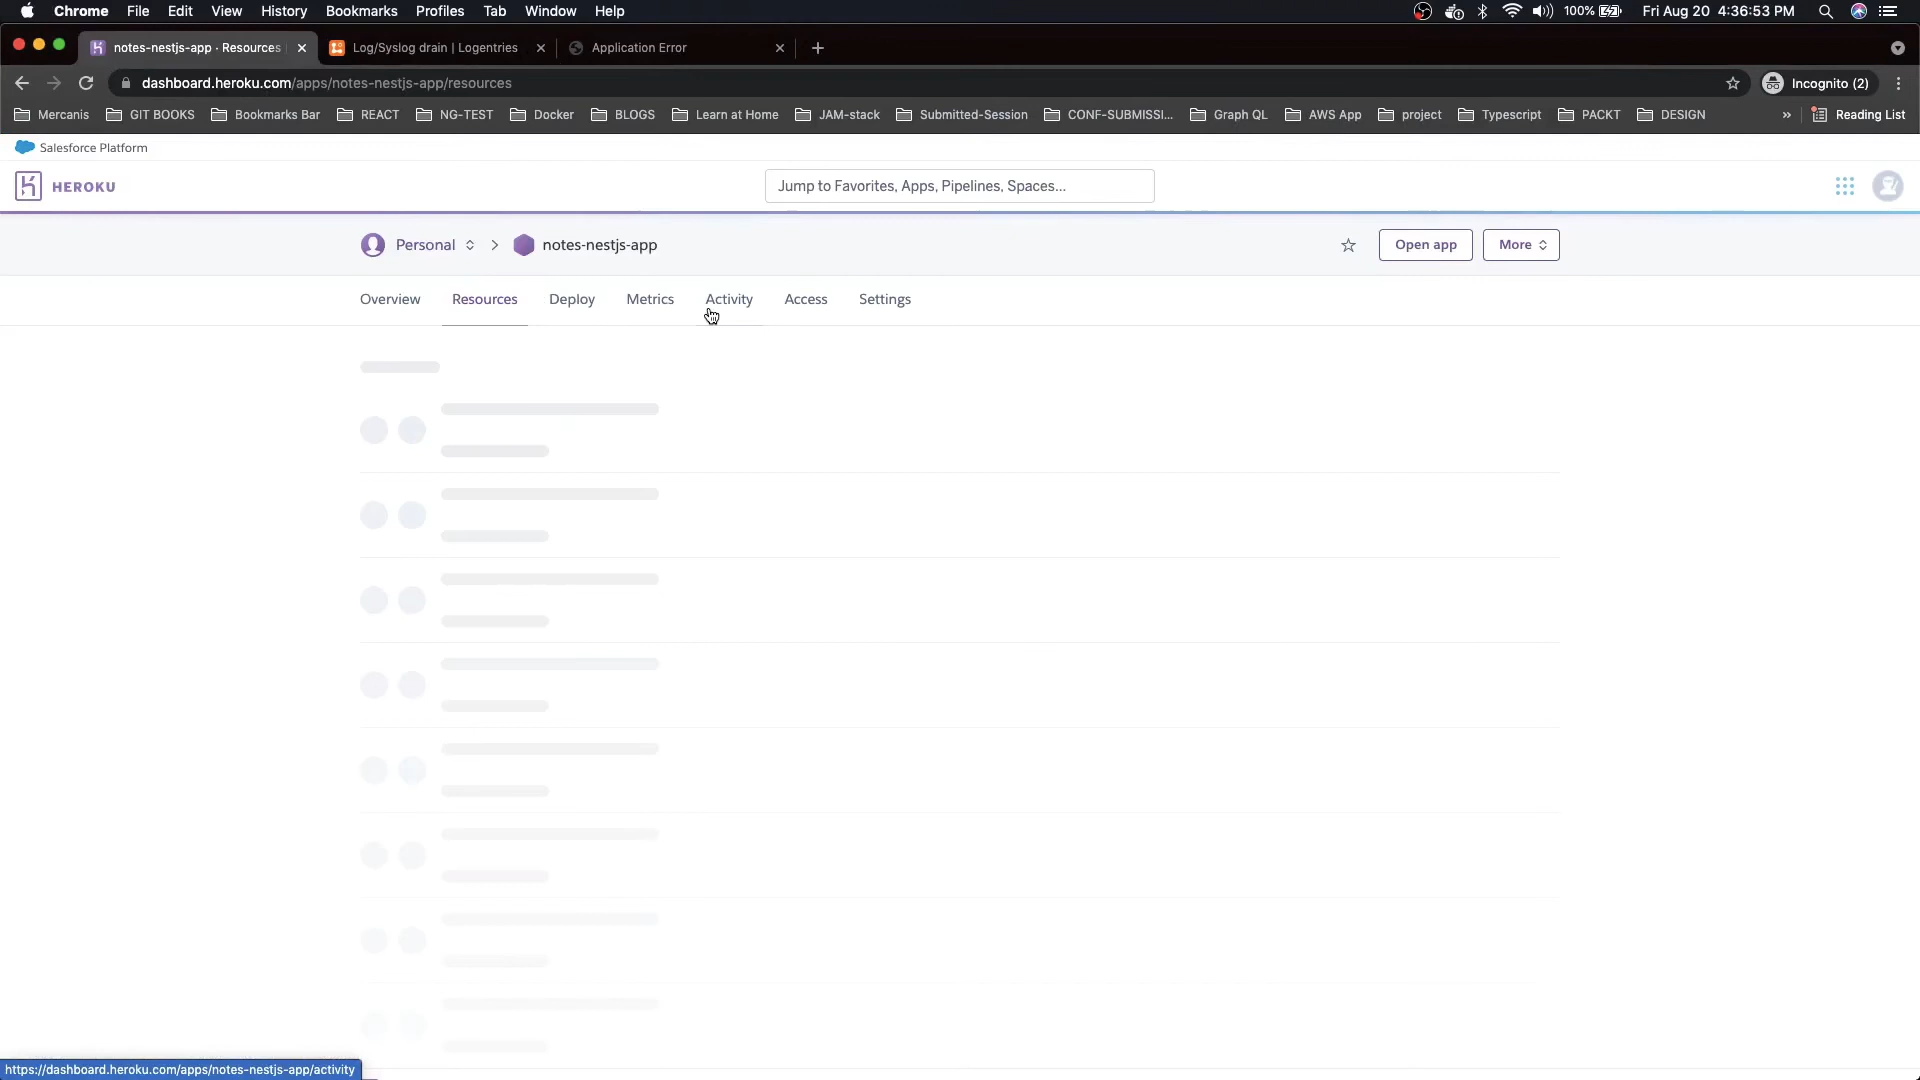 Chrome File Edit View History Bookmarks Profiles Tab Window Help 100% Fri Aug 20 4:36:53 PM
notes-nestjs-app · Resources Log/Syslog drain | Logentries Application Error
dashboard.heroku.com/apps/notes-nestjs-app/resources Incognito (2)
Mercanis GIT BOOKS Bookmarks Bar REACT NG-TEST Docker BLOGS Learn at Home JAM-stack Submitted-Session CONF-SUBMISSI... Graph QL AWS App project Typescript PACKT DESIGN » Reading List
Salesforce Platform
HEROKU Jump to Favorites, Apps, Pipelines, Spaces...
Personal notes-nestjs-app Open app More
Overview Resources Deploy Metrics Activity Access Settings
https://dashboard.heroku.com/apps/notes-nestjs-app/activity